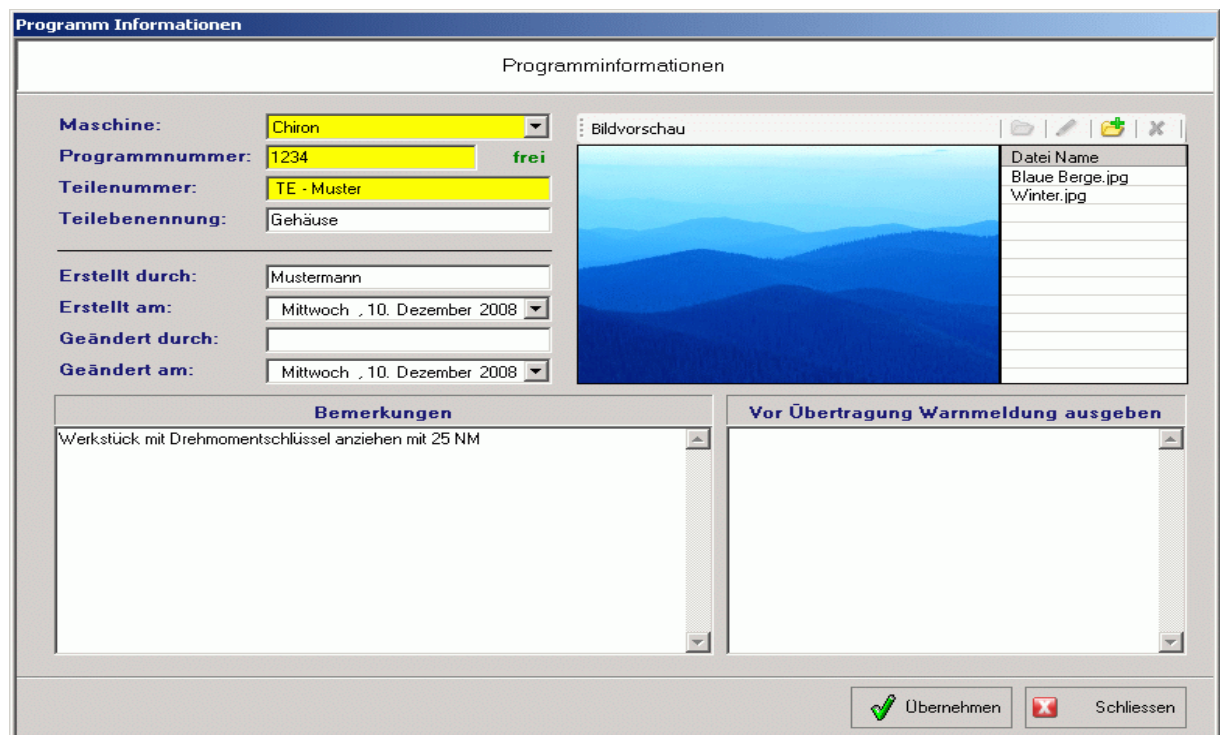 Programm Informationen
Programminformationen
Maschine: Chiron
Programmnummer: 1234 frei
Teilenummer: TE - Muster
Teilebenennung: Gehäuse
Erstellt durch: Mustermann
Erstellt am: Mittwoch , 10. Dezember 2008
Geändert durch:
Geändert am: Mittwoch , 10. Dezember 2008
Bildvorschau
Datei Name
Blaue Berge.jpg
Winter.jpg
Bemerkungen
Werkstück mit Drehmomentschlüssel anziehen mit 25 NM
Vor Übertragung Warnmeldung ausgeben
Übernehmen
Schliessen